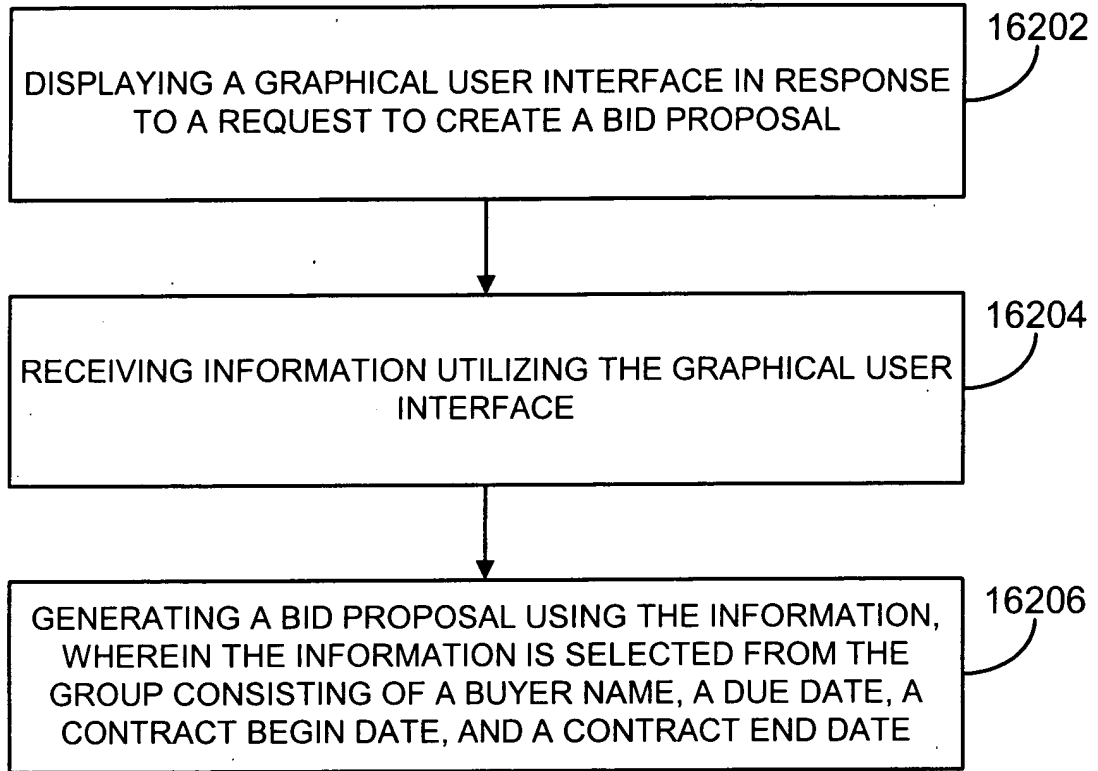 16202
DISPLAYING A GRAPHICAL USER INTERFACE IN RESPONSE
TO A REQUEST TO CREATE A BID PROPOSAL
16204
RECEIVING INFORMATION UTILIZING THE GRAPHICAL USER
INTERFACE
16206
GENERATING A BID PROPOSAL USING THE INFORMATION,
WHEREIN THE INFORMATION IS SELECTED FROM THE
GROUP CONSISTING OF A BUYER NAME, A DUE DATE, A
CONTRACT BEGIN DATE, AND A CONTRACT END DATE